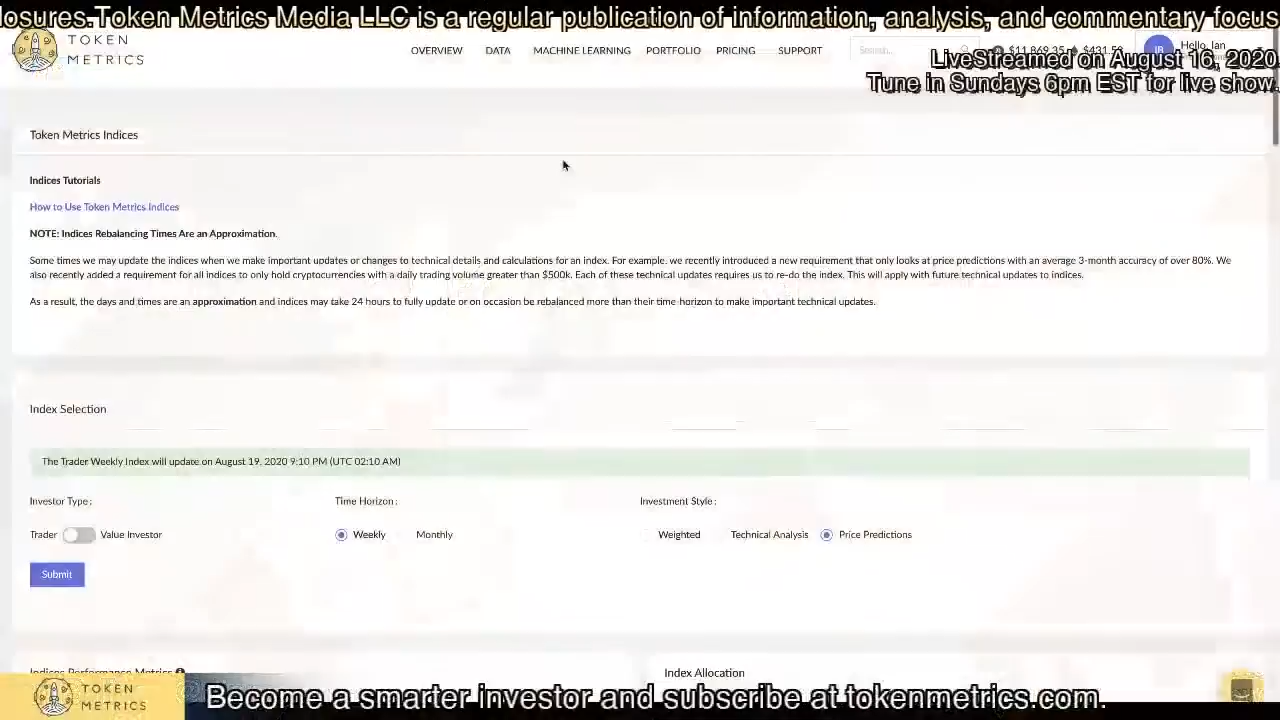 losures.Token Metrics Media LLC is a regular publication of information, analysis, and commentary focus
TOKEN
METRICS
OVERVIEW DATA MACHINE LEARNING PORTFOLIO PRICING SUPPORT
Search...
Hello, Ian
LiveStreamed on August 16, 2020.
Tune in Sundays 6pm EST for live show.
Token Metrics Indices
Indices Tutorials
How to Use Token Metrics Indices
NOTE: Indices Rebalancing Times Are an Approximation.
Some times we may update the indices when we make important updates or changes to technical details and calculations for an index. For example, we recently introduced a new requirement that only looks at price predictions with an average 3-month accuracy of over 80%. We
also recently added a requirement for all indices to only hold cryptocurrencies with a daily trading volume greater than $500k. Each of these technical updates requires us to re-do the index. This will apply with future technical updates to indices.
As a result, the days and times are an approximation and indices may take 24 hours to fully update or on occasion be rebalanced more than their time-horizon to make important technical updates.
Index Selection
The Trader Weekly Index will update on August 19, 2020 9:10 PM (UTC 02:10 AM)
Investor Type: Time Horizon: Investment Style:
Trader Value Investor Weekly Monthly Weighted Technical Analysis Price Predictions
Submit
Indices Performance Metrics
Index Allocation
TOKEN
METRICS
Become a smarter investor and subscribe at tokenmetrics.com.